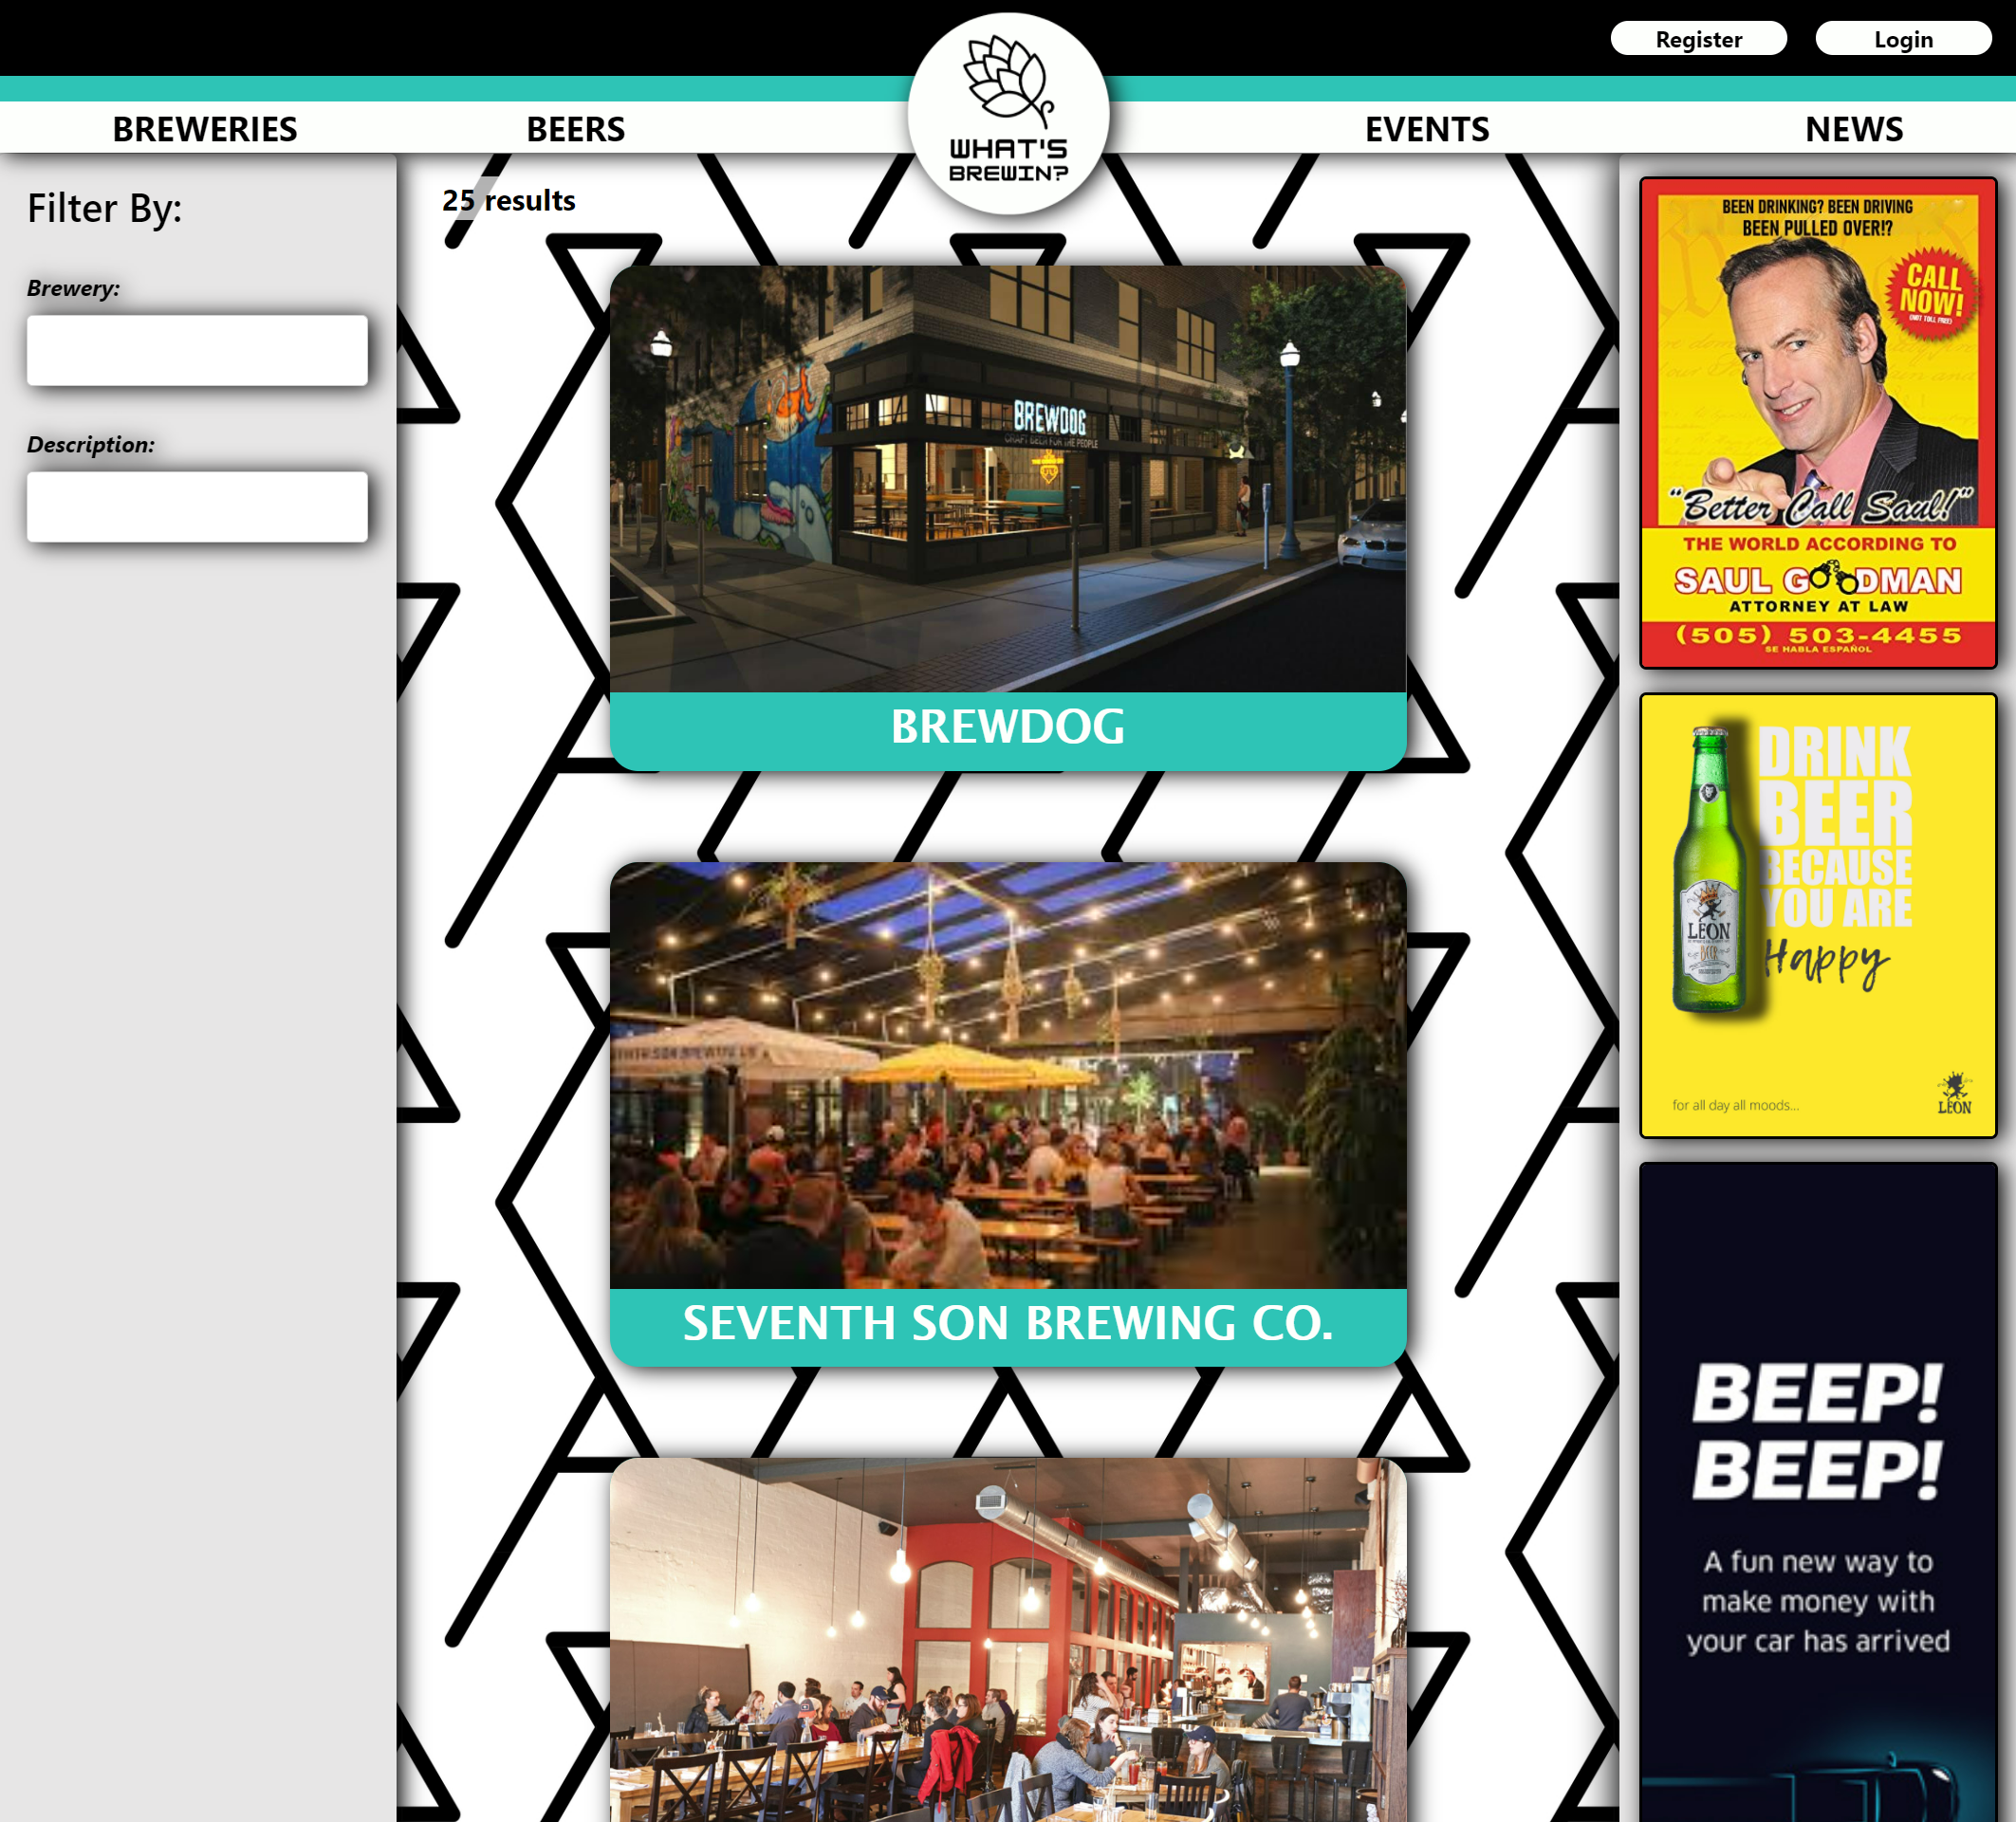 Register
Login
BREWERIES
BEERS
WHAT'S
BREWIN?
EVENTS
NEWS
Filter By:
Brewery:
Description:
25 results
BREWDOG
CRAFT BEER FOR THE PEOPLE
BREWDOG
SEVENTH SON BREWING CO.
BEEN DRINKING? BEEN DRIVING
BEEN PULLED OVER!?
CALL
NOW!
(NOT TOLL FREE)
"Better Call Saul!"
THE WORLD ACCORDING TO
SAUL GOODMAN
ATTORNEY AT LAW
(505) 503-4455
SE HABLA ESPAÑOL
DRINK
BEER
BECAUSE
YOU ARE
Happy
LEON
BEER
for all day all moods...
LEON
BEEP!
BEEP!
A fun new way to
make money with
your car has arrived